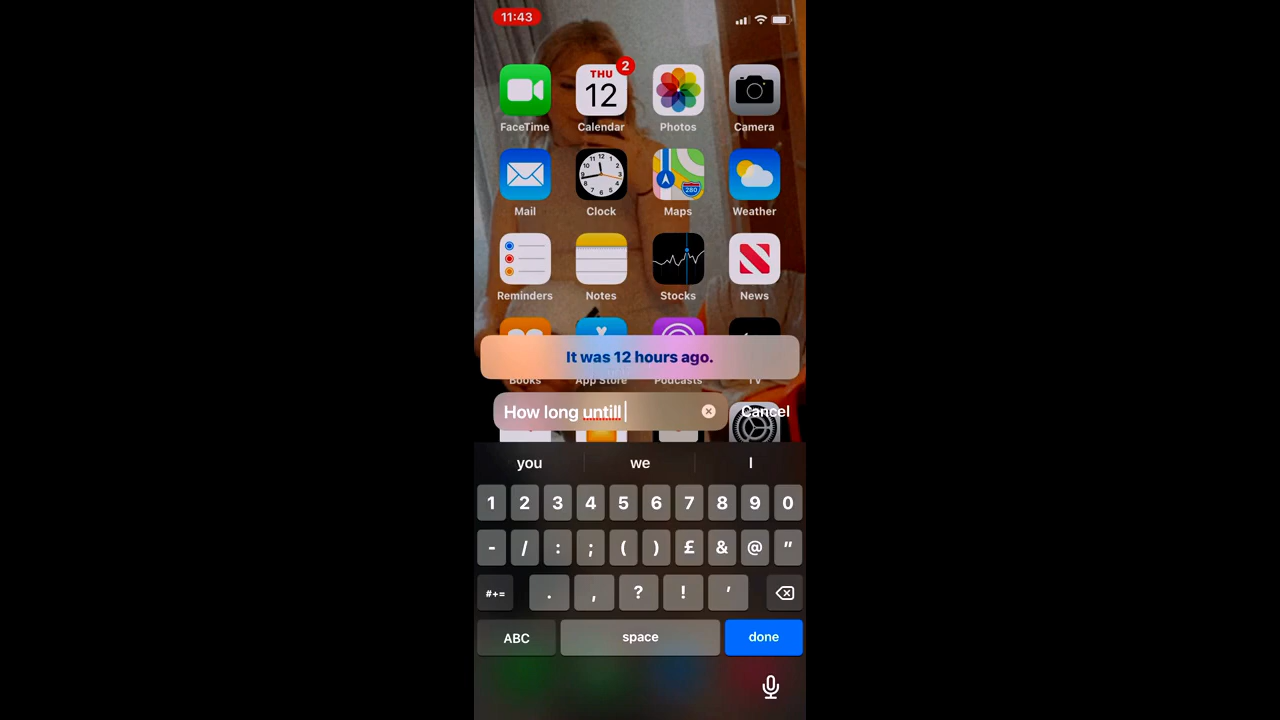 11:43
THU
2
12
FaceTime
Calendar
Photos
Camera
12
280
Mail
Clock
Maps
Weather
Reminders
Notes
Stocks
News
It was 12 hours ago.
Books
App Store
Podcasts
TV
How long untill
Cancel
you
we
I
1 2 3 4 5 6 7 8 9 0
- / : ; ( ) £ & @ "
#+= . , ? ! '
ABC
space
done